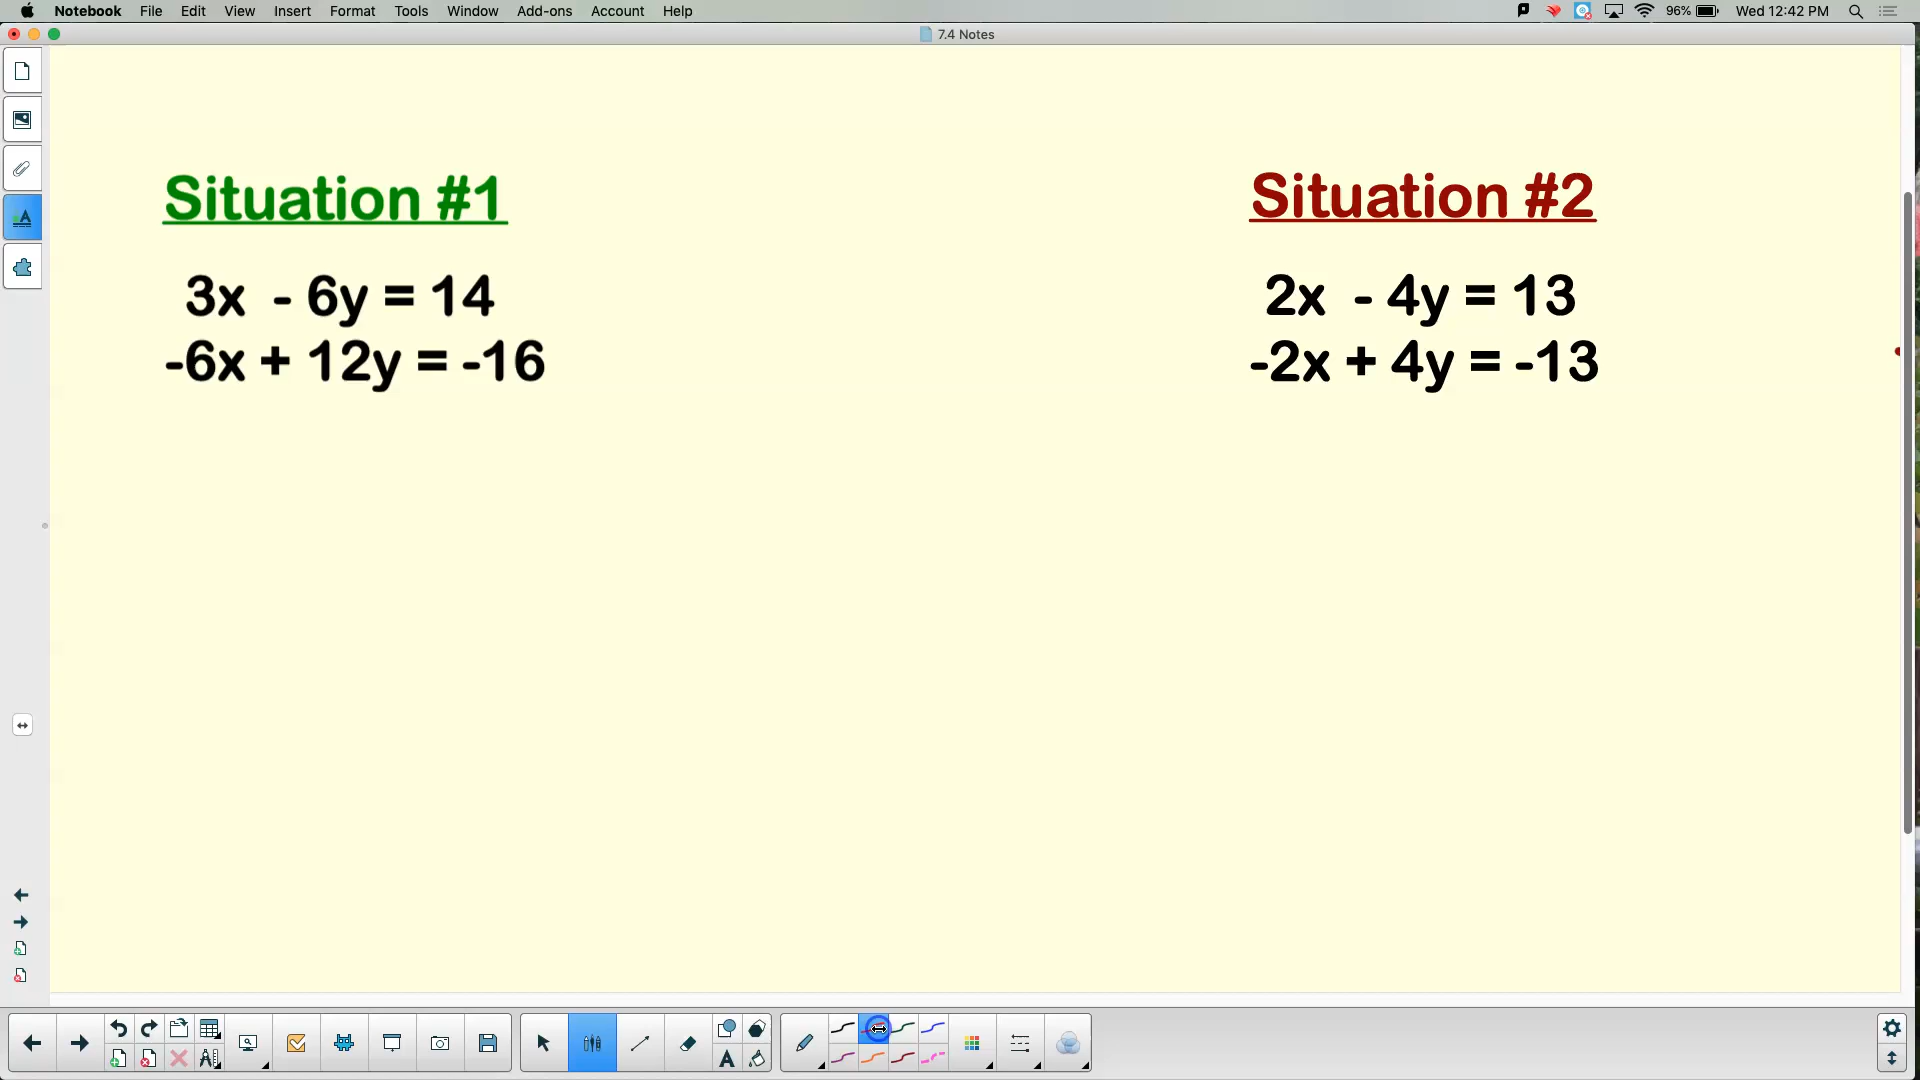 Notebook File Edit View Insert Format Tools Window Add-ons Account Help 96% Wed 12:42 PM
7.4 Notes
Situation #1
3x - 6y = 14
-6x + 12y = -16
Situation #2
2x - 4y = 13
-2x + 4y = -13